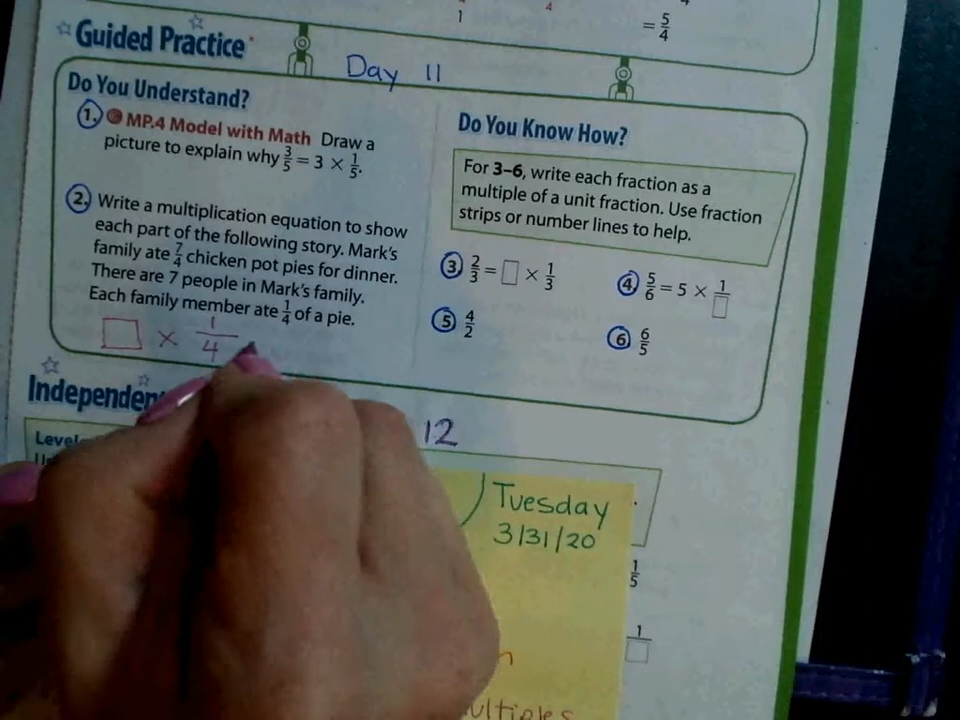 1
4
= 5/4
Guided Practice
Day 11
Do You Understand?
1. MP.4 Model with Math Draw a
picture to explain why 3/5 = 3 × 1/5.
2. Write a multiplication equation to show
each part of the following story. Mark's
family ate 7/4 chicken pot pies for dinner.
There are 7 people in Mark's family.
Each family member ate 1/4 of a pie.
□ × 1/4
Do You Know How?
For 3–6, write each fraction as a
multiple of a unit fraction. Use fraction
strips or number lines to help.
3 2/3 = □ × 1/3
4. 5/6 = 5 × 1/□
5 4/2
6 6/5
12
Tuesday
3/31/20
1/5
1/□